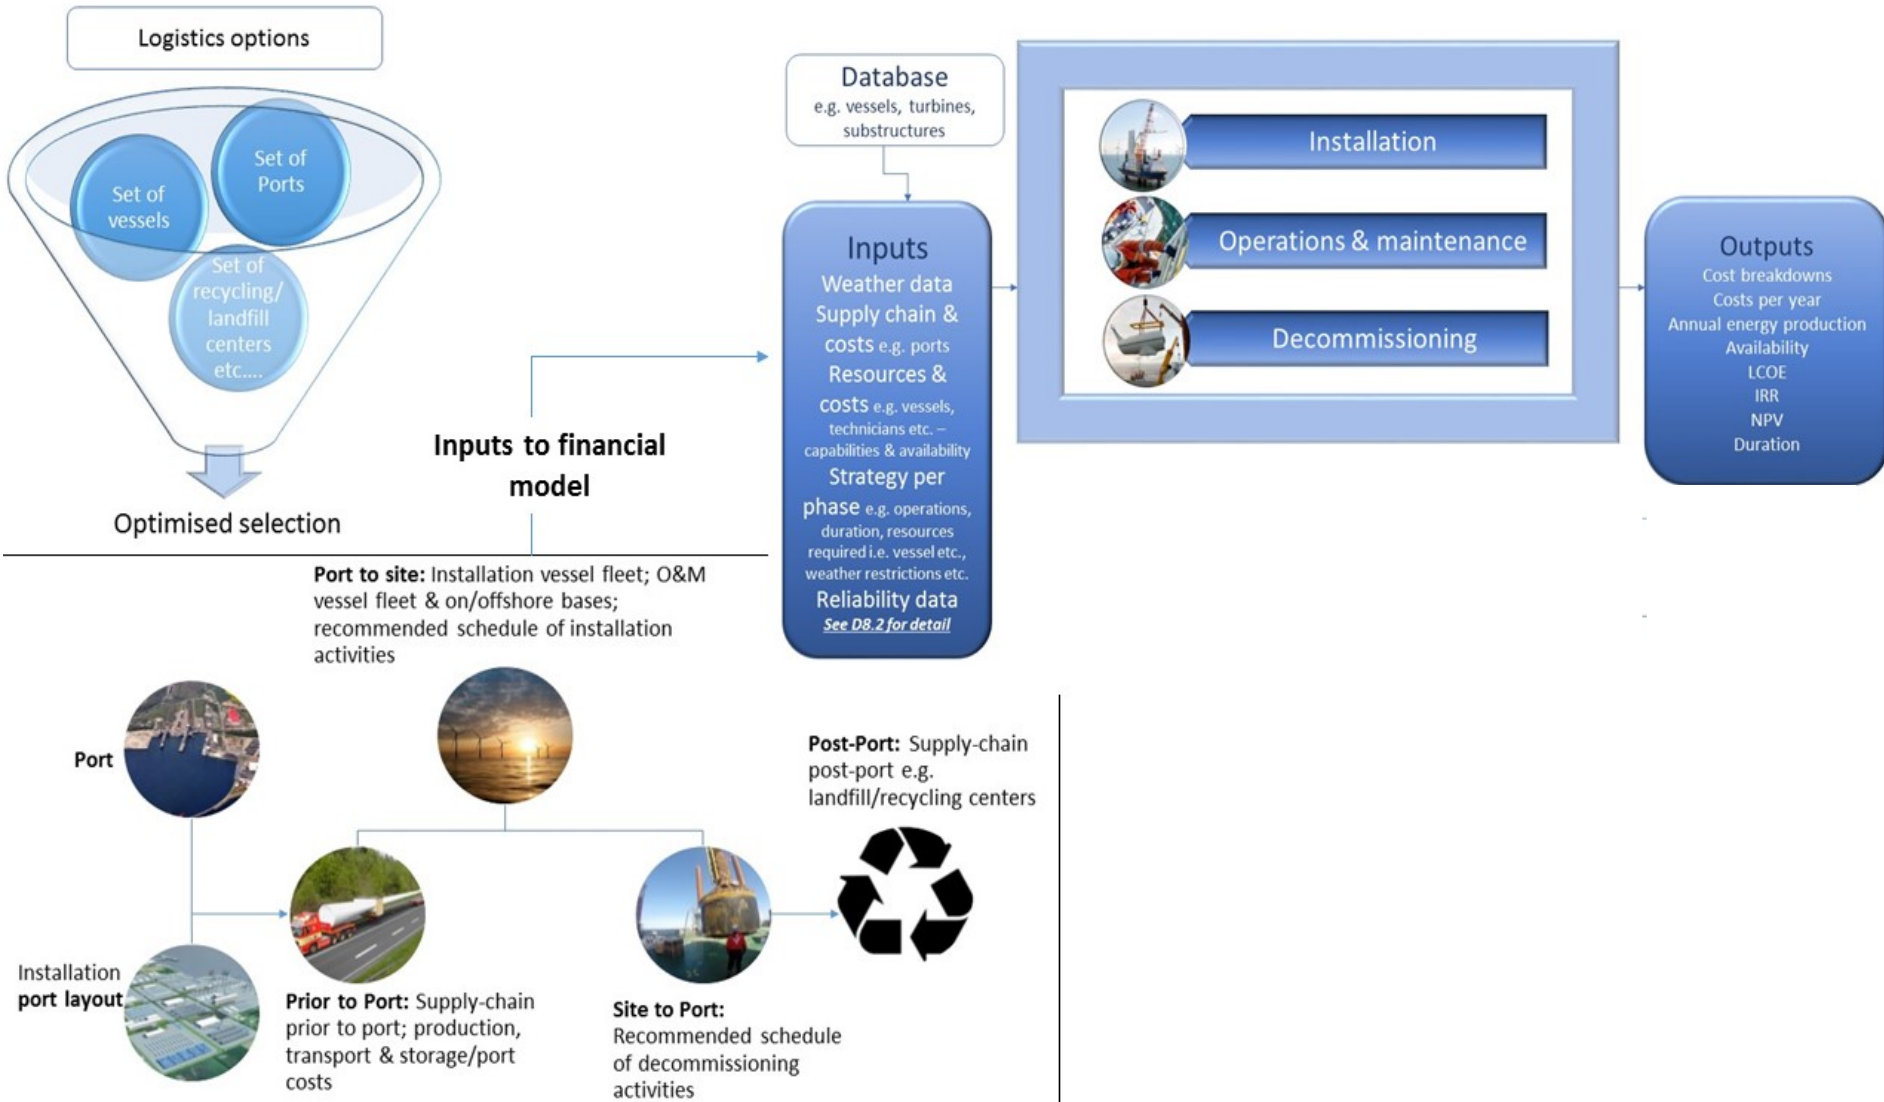 Logistics options
Set of
vessels
Set of
Ports
Set of
recycling/
landfill
centers
etc....
Optimised selection
Inputs to financial
model
Database
e.g. vessels, turbines,
substructures
Inputs
Weather data
Supply chain &
costs e.g. ports
Resources &
costs e.g. vessels,
technicians etc. –
capabilities & availability
Strategy per
phase e.g. operations,
duration, resources
required i.e. vessel etc.,
weather restrictions etc.
Reliability data
See D8.2 for detail
Installation
Operations & maintenance
Decommissioning
Outputs
Cost breakdowns
Costs per year
Annual energy production
Availability
LCOE
IRR
NPV
Duration
Port to site: Installation vessel fleet; O&M
vessel fleet & on/offshore bases;
recommended schedule of installation
activities
Port
Installation
port layout
Prior to Port: Supply-chain
prior to port; production,
transport & storage/port
costs
Site to Port:
Recommended schedule
of decommissioning
activities
Post-Port: Supply-chain
post-port e.g.
landfill/recycling centers